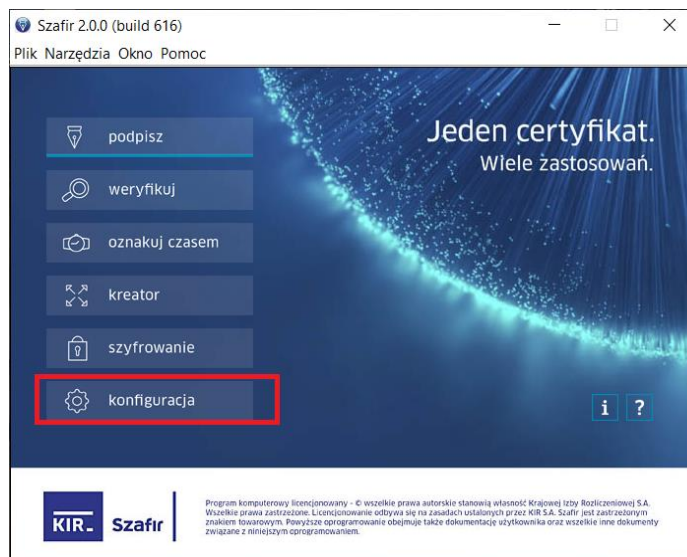 Szafir 2.0.0 (build 616)
Plik Narzędzia Okno Pomoc
Jeden certyfikat.
Wiele zastosowań.
podpisz
weryfikuj
oznakuj czasem
kreator
szyfrowanie
konfiguracja
i ?
KIR Szafir
Program komputerowy licencjonowany - © wszelkie prawa autorskie stanowią własność Krajowej Izby Rozliczeniowej S.A.
Wszelkie prawa zastrzeżone. Licencjonowanie odbywa się na zasadach ustalonych przez KIR S.A. Szafir jest zastrzeżonym
znakiem towarowym. Powyższe oprogramowanie obejmuje także dokumentację użytkownika oraz wszelkie inne dokumenty
związane z niniejszym oprogramowaniem.